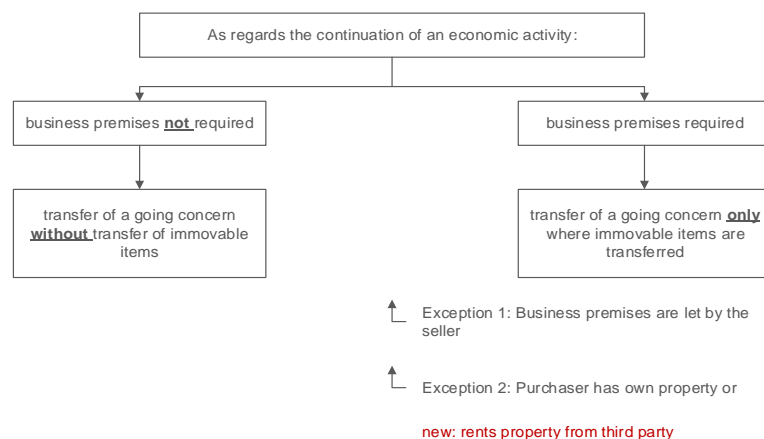 As regards the continuation of an economic activity:
business premises not required
business premises required
transfer of a going concern
without transfer of immovable
items
transfer of a going concern only
where immovable items are
transferred
Exception 1: Business premises are let by the
seller
Exception 2: Purchaser has own property or
new: rents property from third party